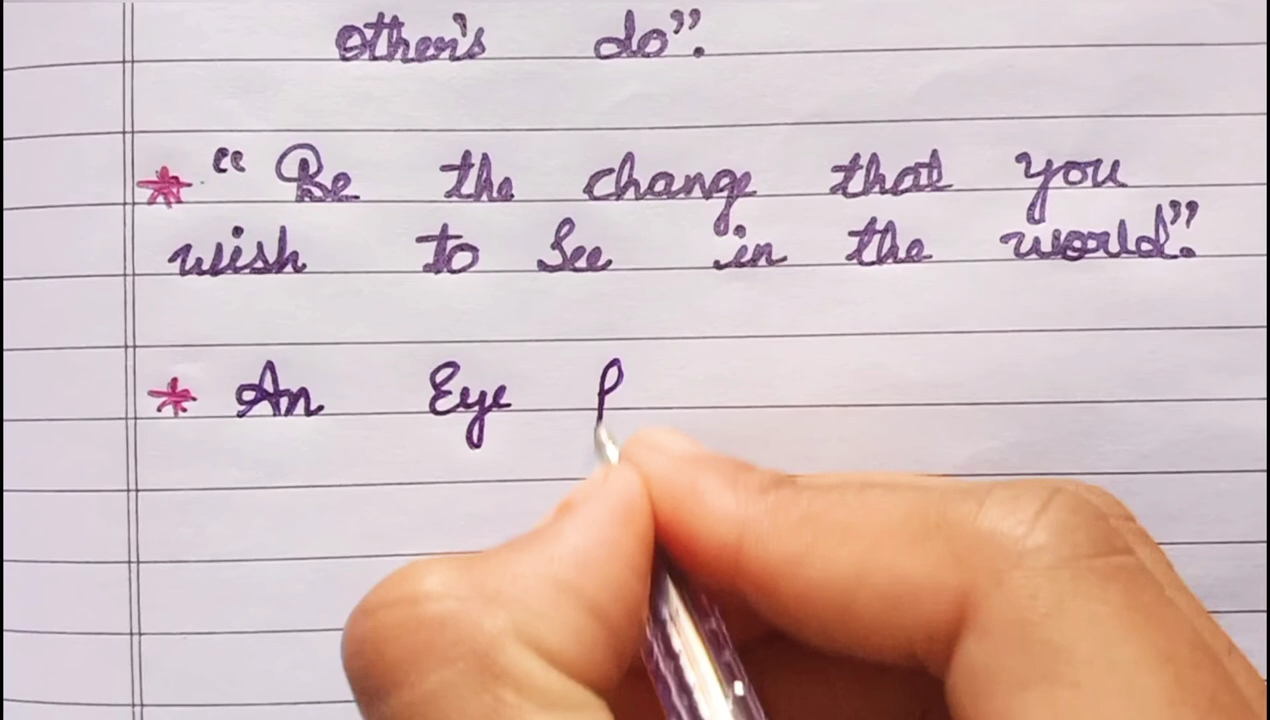 other's do".
* "Be the change that you
wish to See in the world".
* An Eye